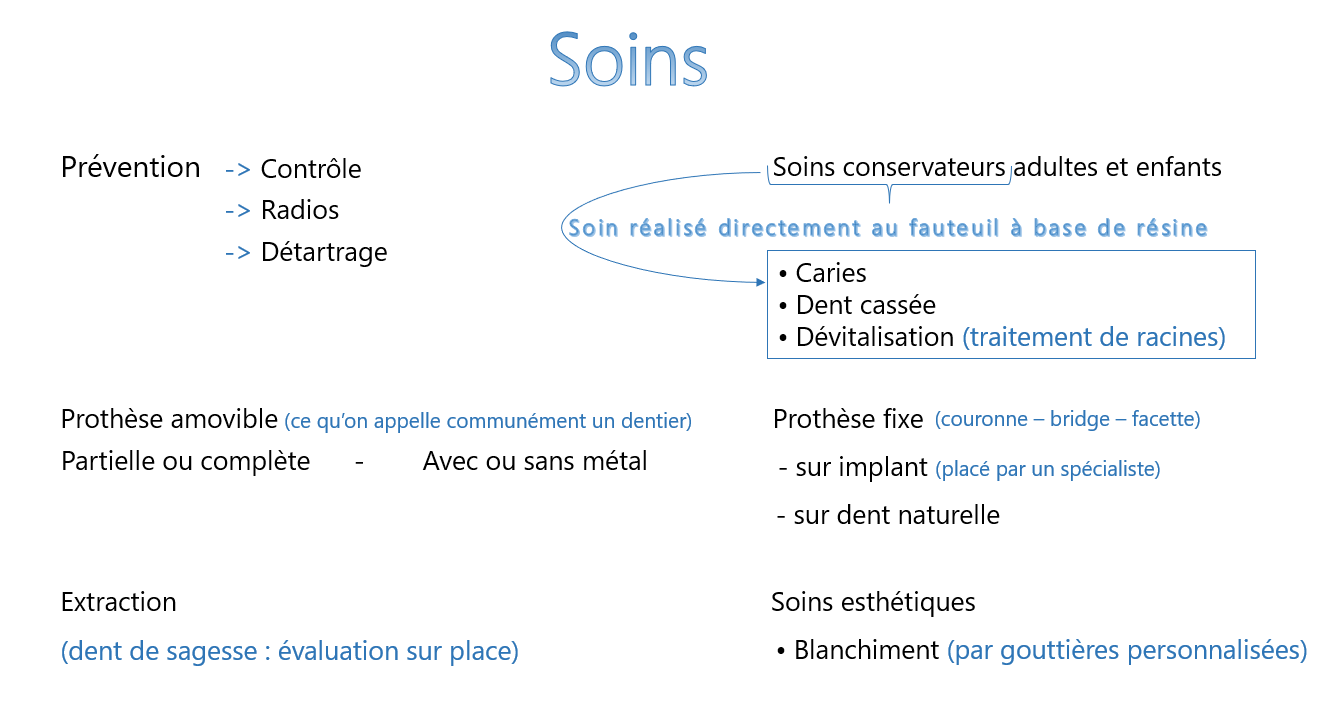 Soins
Prévention -> Contrôle
-> Radios
-> Détartrage
Soins conservateurs adultes et enfants
Soin réalisé directement au fauteuil à base de résine
• Caries
• Dent cassée
• Dévitalisation (traitement de racines)
Prothèse amovible (ce qu’on appelle communément un dentier)
Partielle ou complète - Avec ou sans métal
Prothèse fixe (couronne – bridge – facette)
- sur implant (placé par un spécialiste)
- sur dent naturelle
Extraction
(dent de sagesse : évaluation sur place)
Soins esthétiques
• Blanchiment (par gouttières personnalisées)